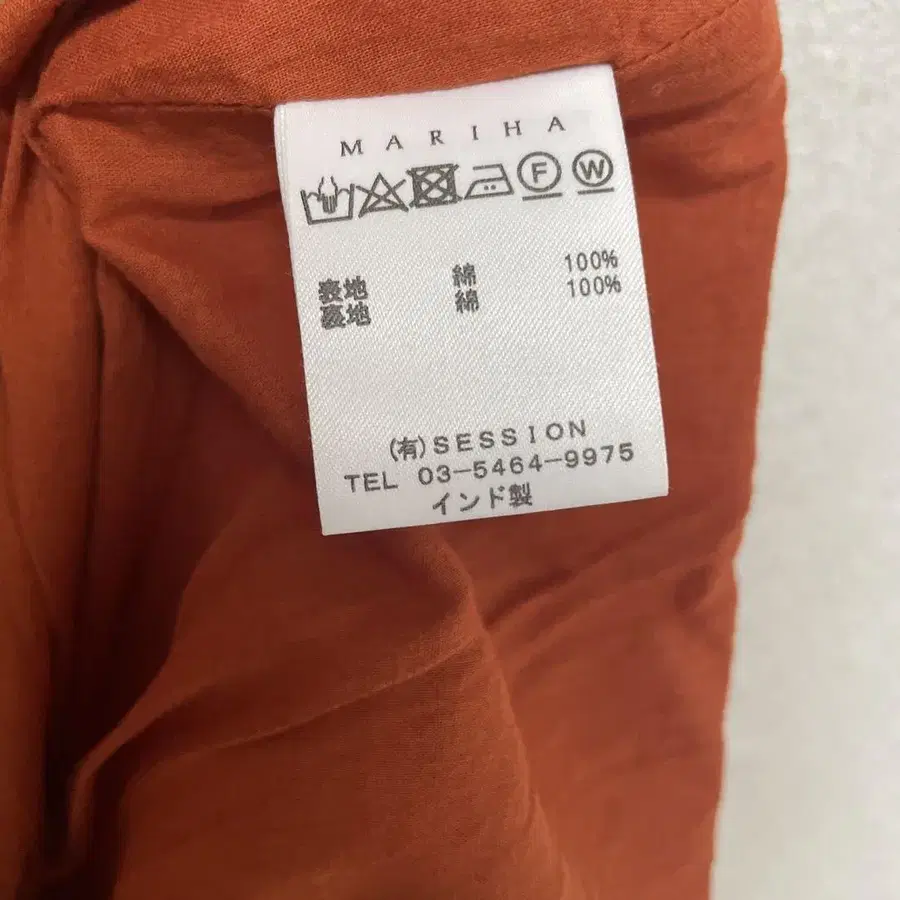 MARIHA
F W
表地 綿 100%
裏地 綿 100%
(有)SESSION
TEL 03-5464-9975
インド製